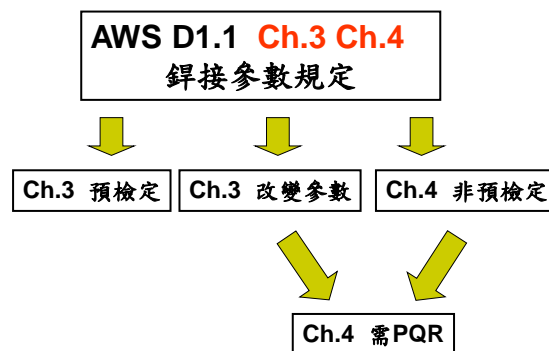 AWS D1.1 Ch.3 Ch.4
銲接參數規定
Ch.3 預檢定
Ch.3 改變參數
Ch.4 非預檢定
Ch.4 需PQR